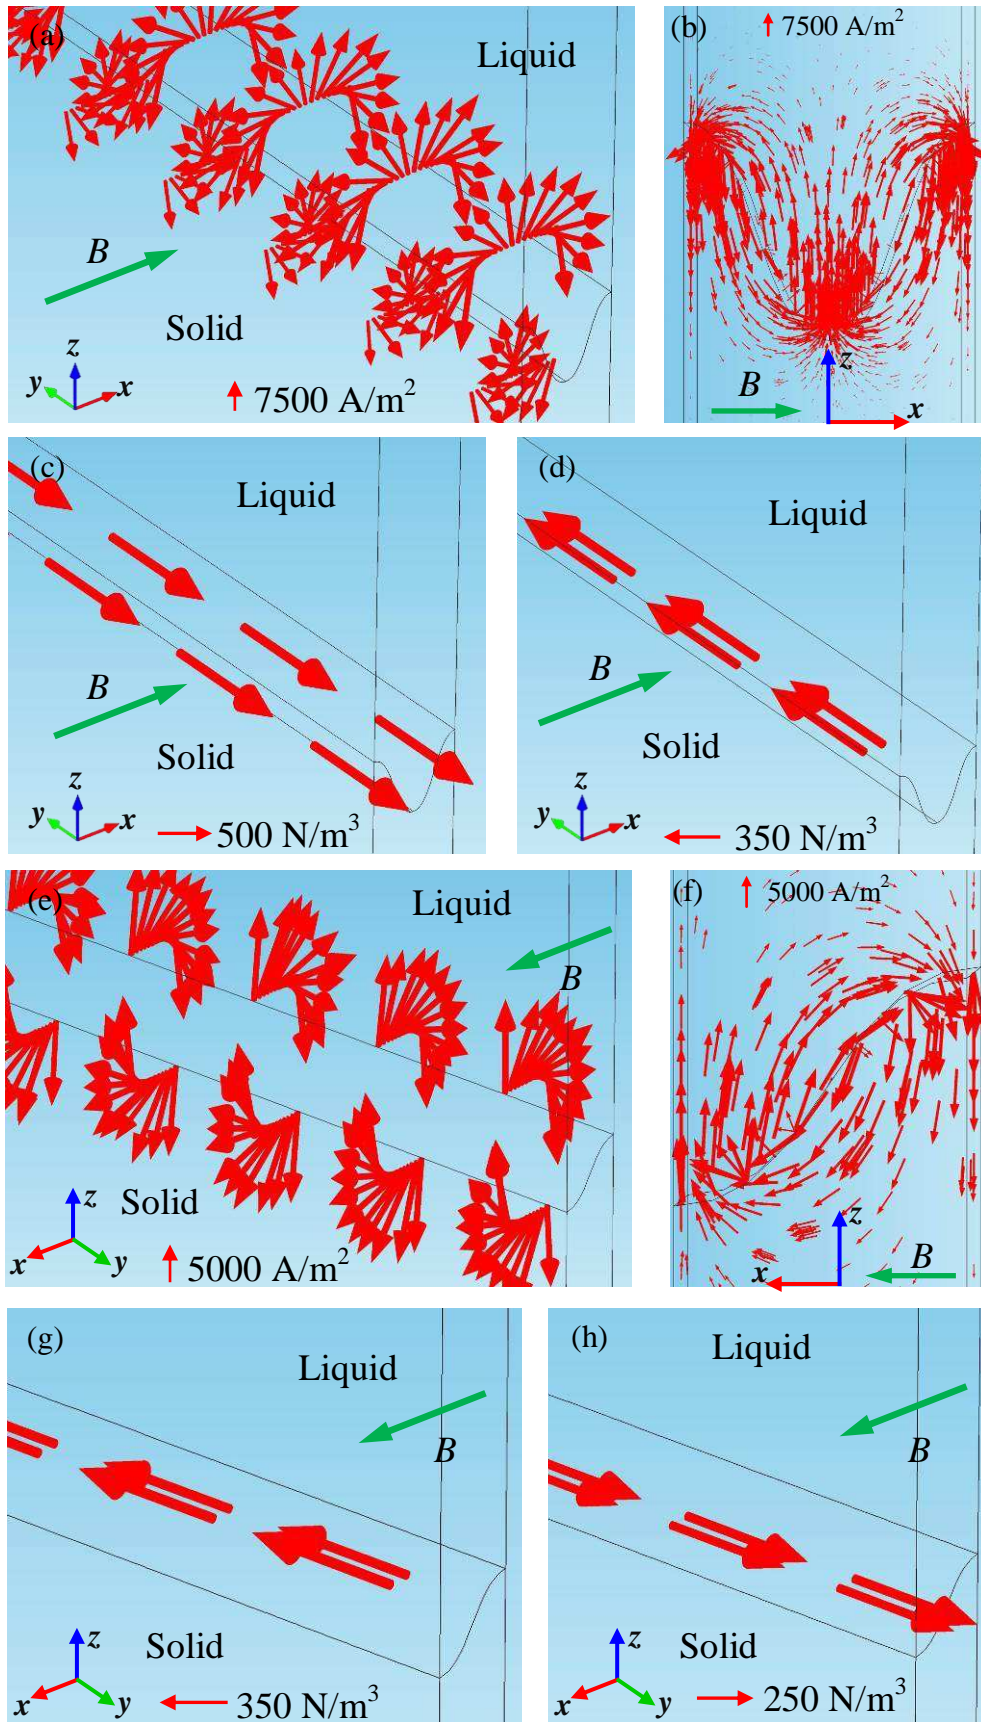 (a)
Liquid
B
Solid
z
y
x
7500 A/m²
(b)
7500 A/m²
z
B
x
(c)
Liquid
B
Solid
z
y
x
500 N/m³
(d)
Liquid
B
Solid
z
y
x
350 N/m³
(e)
Liquid
B
Solid
z
x
y
5000 A/m²
(f)
5000 A/m²
z
x
B
(g)
Liquid
B
Solid
z
x
y
350 N/m³
(h)
Liquid
B
Solid
z
x
y
250 N/m³